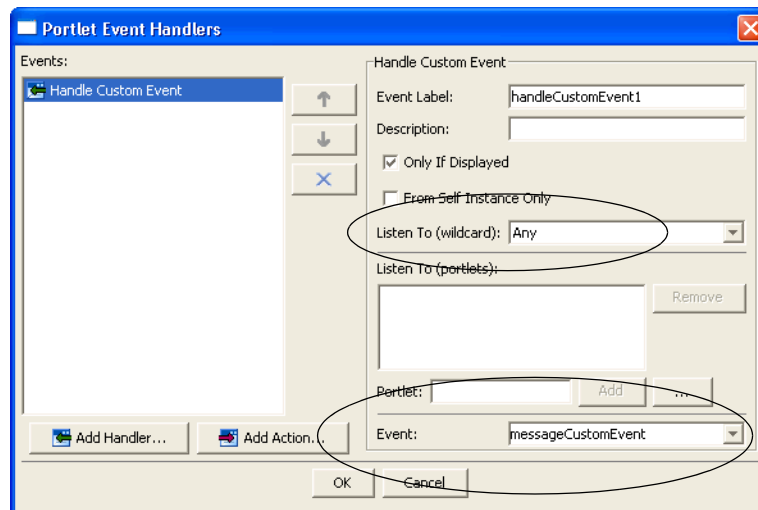 Portlet Event Handlers
Events:
Handle Custom Event
Add Handler...
Add Action...
Handle Custom Event
Event Label: handleCustomEvent1
Description:
Only If Displayed
From Self Instance Only
Listen To (wildcard): Any
Listen To (portlets):
Remove
Portlet: Add ...
Event: messageCustomEvent
OK Cancel